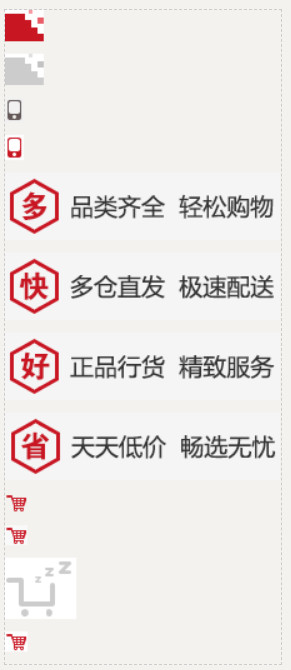 多 品类齐全 轻松购物
快 多仓直发 极速配送
好 正品行货 精致服务
省 天天低价 畅选无忧
z z z